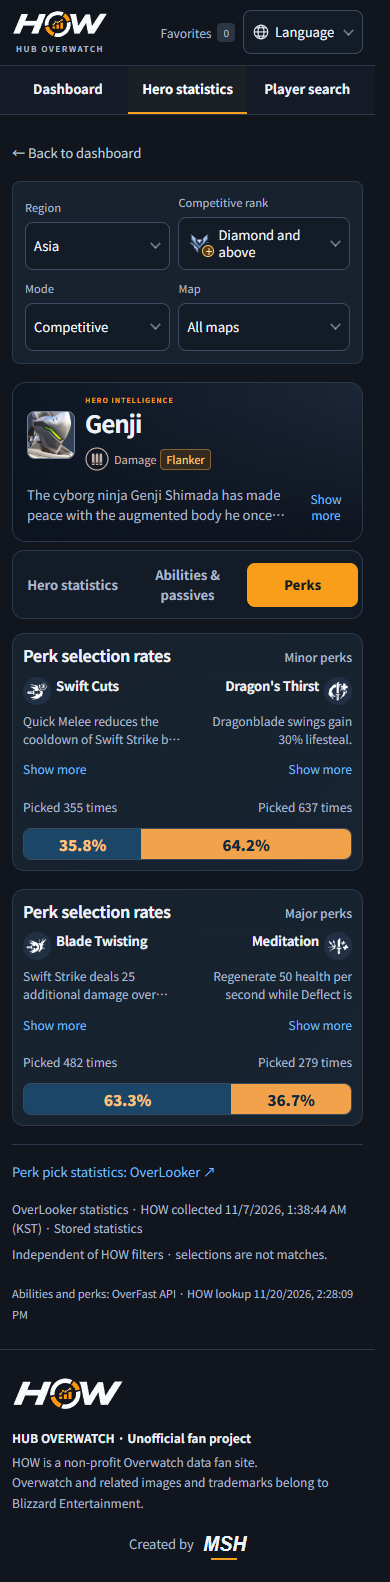 HOW
HUB OVERWATCH
Favorites 0
Language
Dashboard Hero statistics Player search
← Back to dashboard
Region Competitive rank
Asia Diamond and
above
Mode Map
Competitive All maps
HERO INTELLIGENCE
Genji
Damage Flanker
The cyborg ninja Genji Shimada has made
peace with the augmented body he once…
Show
more
Hero statistics Abilities &
passives Perks
Perk selection rates Minor perks
Swift Cuts Dragon's Thirst
Quick Melee reduces the
cooldown of Swift Strike b…
Dragonblade swings gain
30% lifesteal.
Show more Show more
Picked 355 times Picked 637 times
35.8% 64.2%
Perk selection rates Major perks
Blade Twisting Meditation
Swift Strike deals 25
additional damage over…
Regenerate 50 health per
second while Deflect is
Show more Show more
Picked 482 times Picked 279 times
63.3% 36.7%
Perk pick statistics: OverLooker ↗
OverLooker statistics · HOW collected 11/7/2026, 1:38:44 AM
(KST) · Stored statistics
Independent of HOW filters · selections are not matches.
Abilities and perks: OverFast API · HOW lookup 11/20/2026, 2:28:09
PM
HOW
HUB OVERWATCH · Unofficial fan project
HOW is a non-profit Overwatch data fan site.
Overwatch and related images and trademarks belong to
Blizzard Entertainment.
Created by MSH